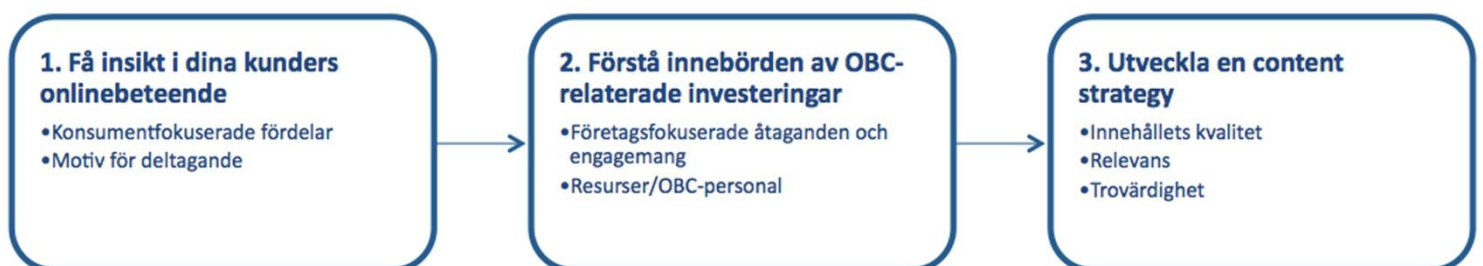 1. Få insikt i dina kunders
onlinebeteende
•Konsumentfokuserade fördelar
•Motiv för deltagande
2. Förstå innebörden av OBC-
relaterade investeringar
•Företagsfokuserade åtaganden och
engagemang
•Resurser/OBC-personal
3. Utveckla en content
strategy
•Innehållets kvalitet
•Relevans
•Trovärdighet